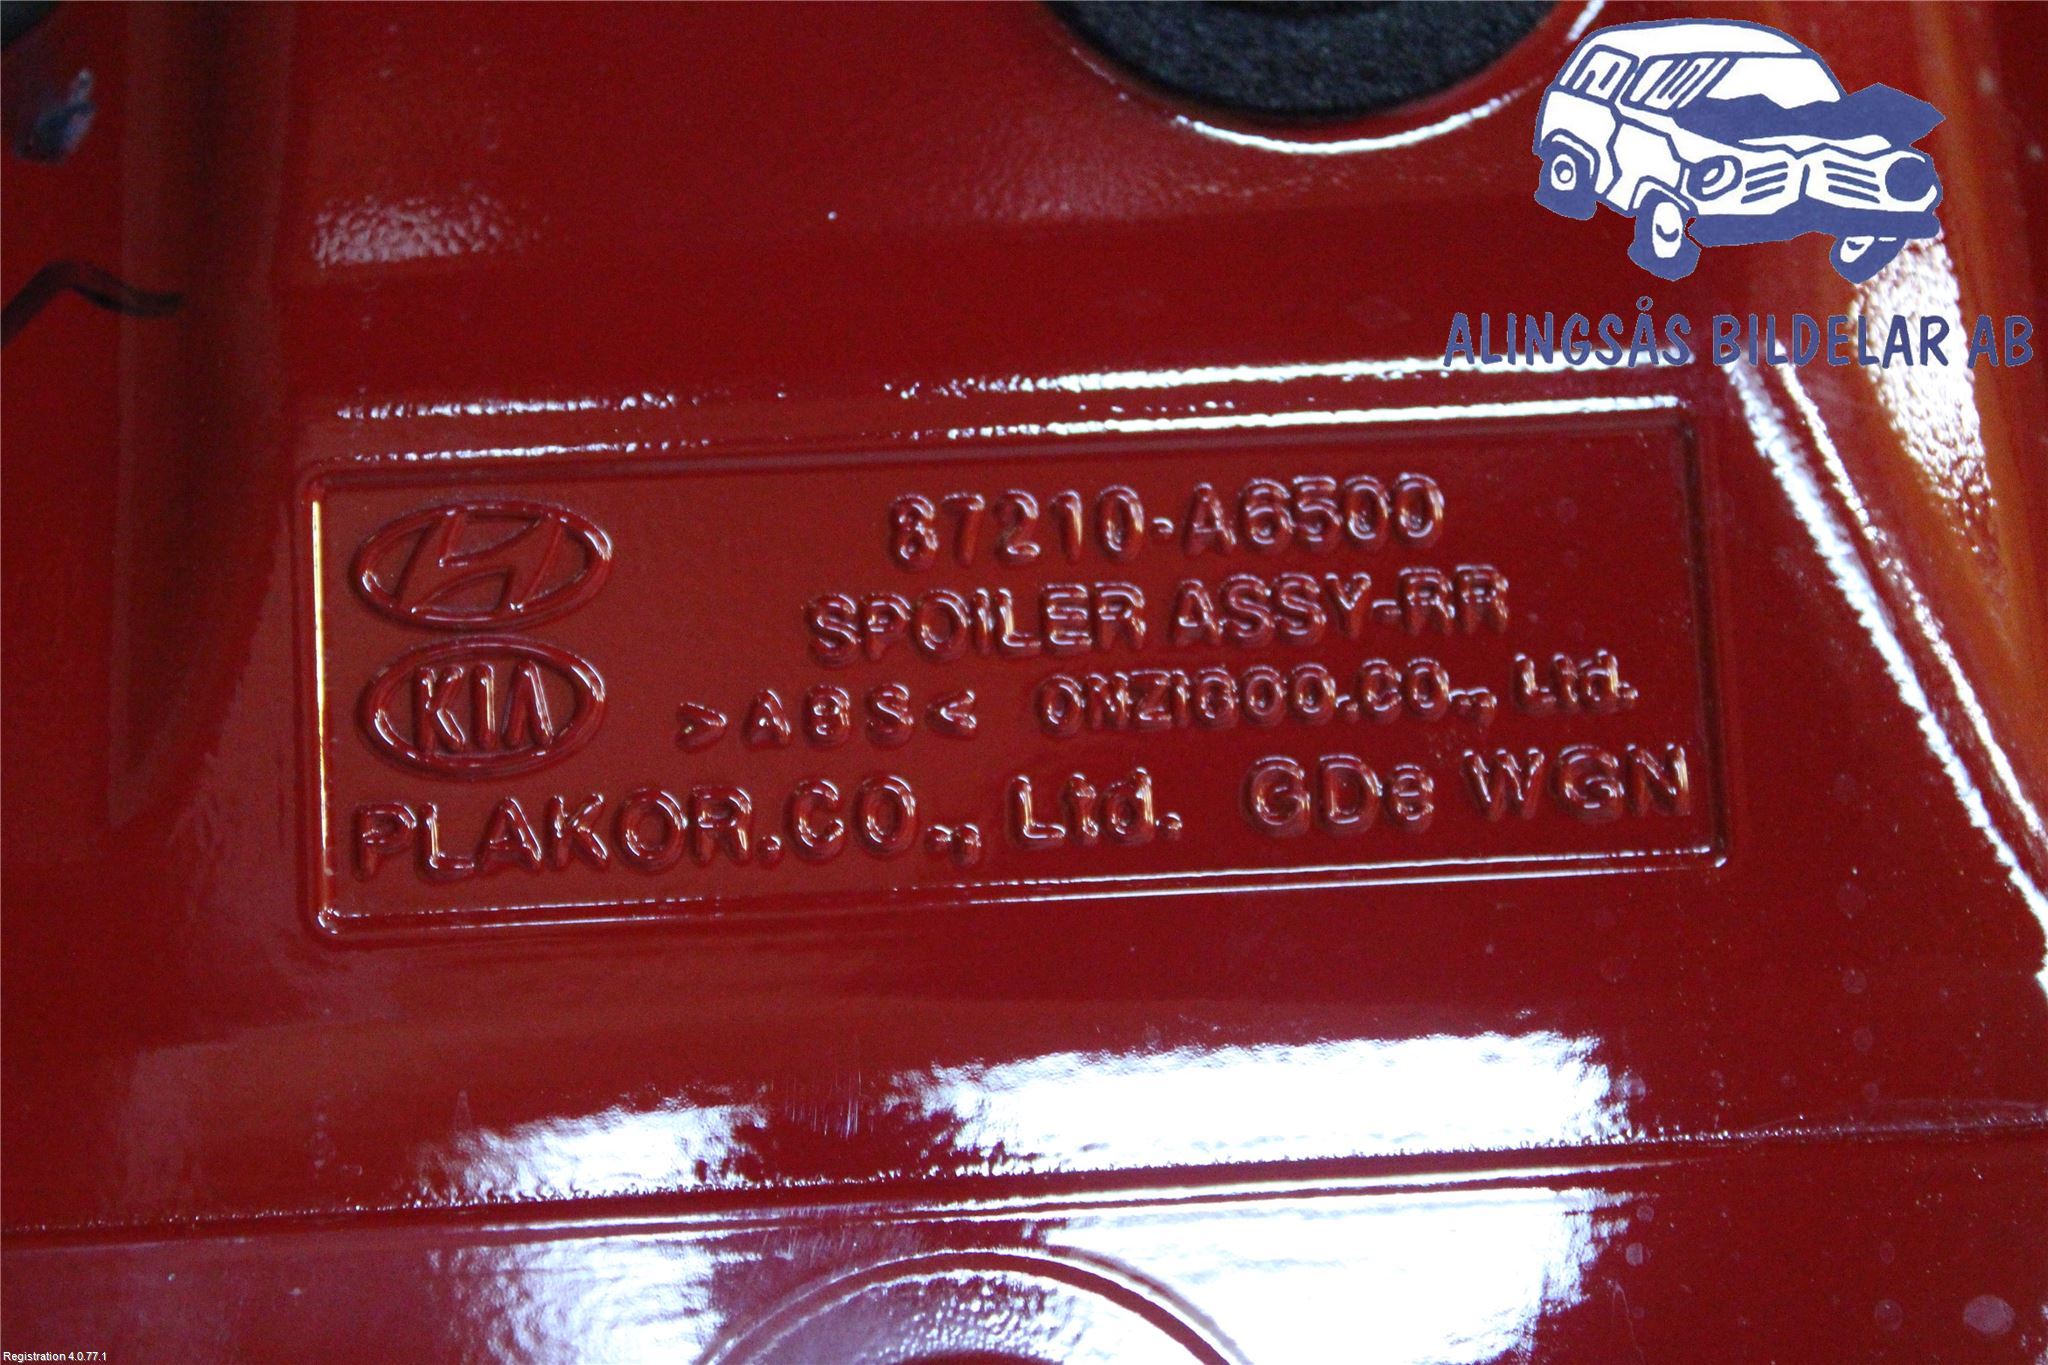 ALINGSÅS BILDELAR AB
87210-A6500
SPOILER ASSY-RR
KIA
>ABS< ONZIGOO.CO., Ltd.
PLAKOR.CO., Ltd. GDe WGN
Registration 4.0.77.1